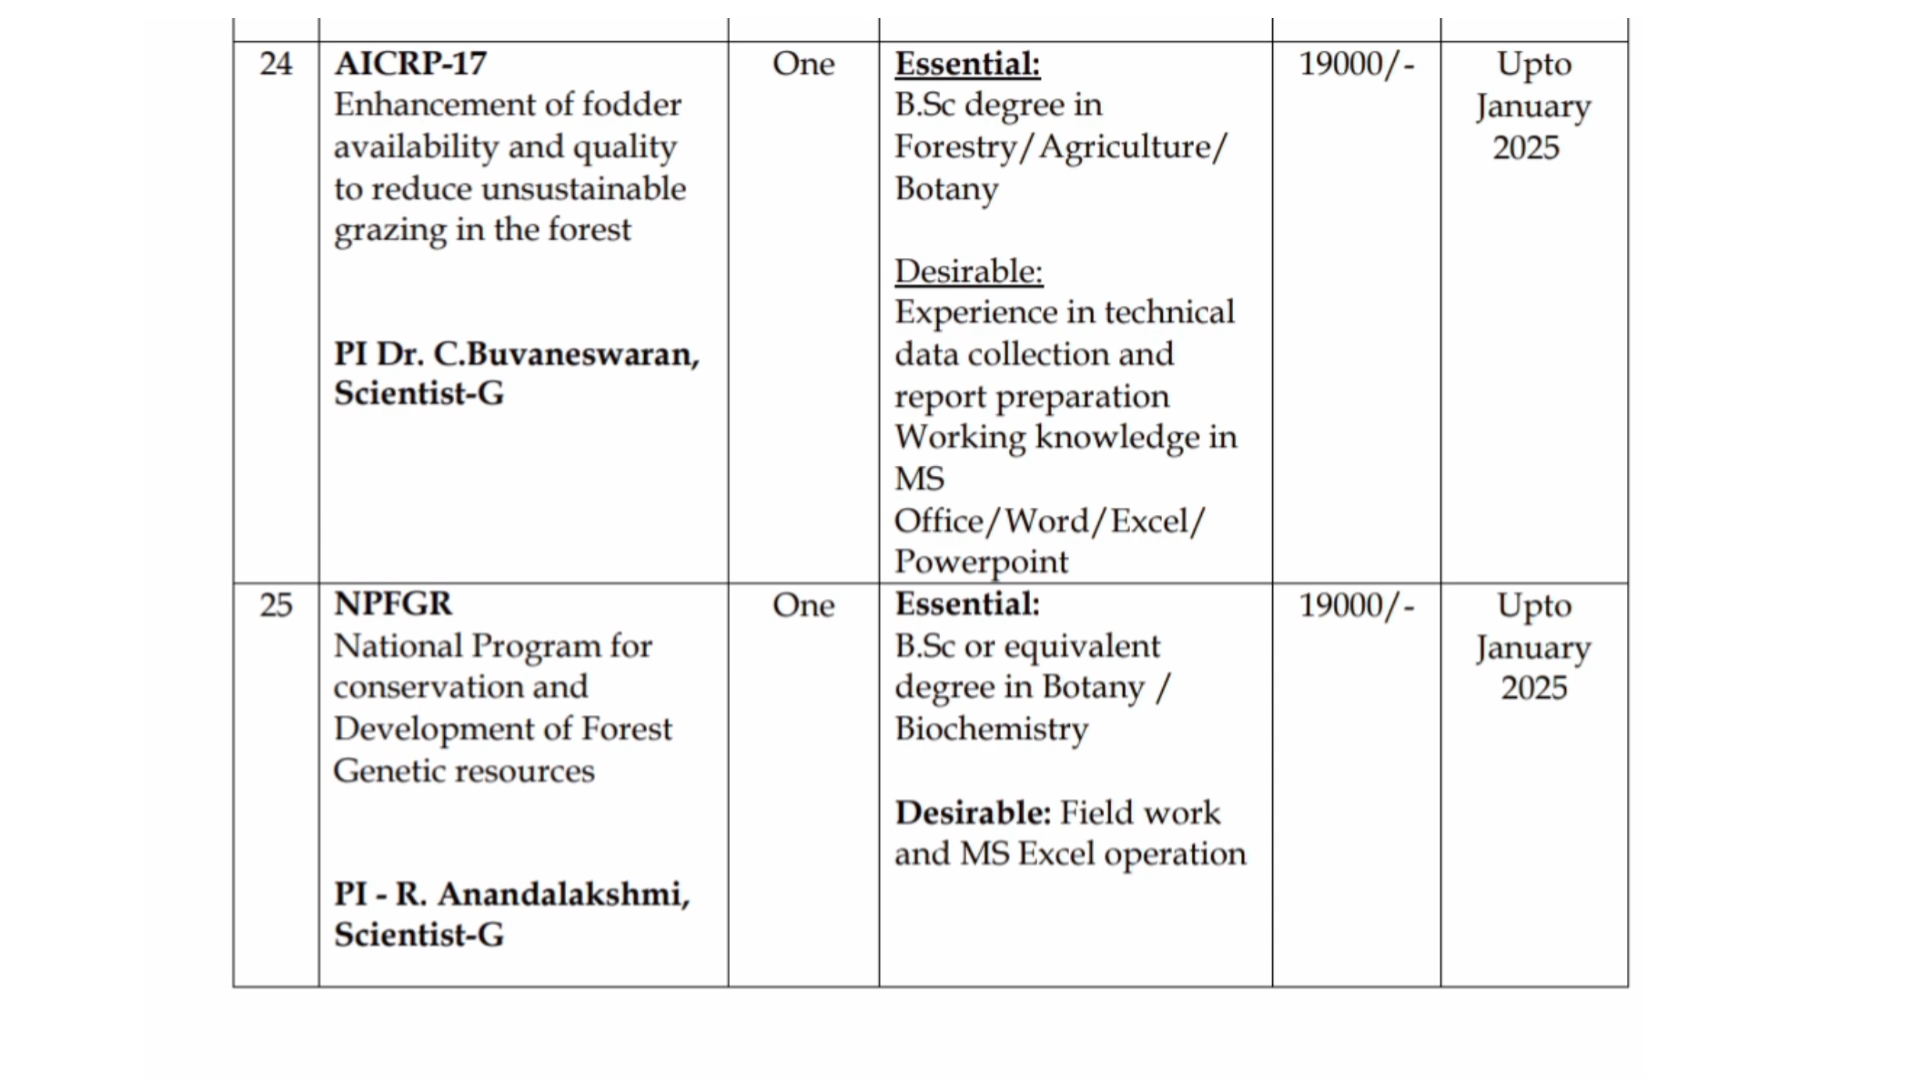 24
AICRP-17
Enhancement of fodder
availability and quality
to reduce unsustainable
grazing in the forest
PI Dr. C.Buvaneswaran,
Scientist-G
One
Essential:
B.Sc degree in
Forestry/Agriculture/
Botany
Desirable:
Experience in technical
data collection and
report preparation
Working knowledge in
MS
Office/Word/Excel/
Powerpoint
19000/-
Upto
January
2025
25
NPFGR
National Program for
conservation and
Development of Forest
Genetic resources
PI - R. Anandalakshmi,
Scientist-G
One
Essential:
B.Sc or equivalent
degree in Botany /
Biochemistry
Desirable: Field work
and MS Excel operation
19000/-
Upto
January
2025